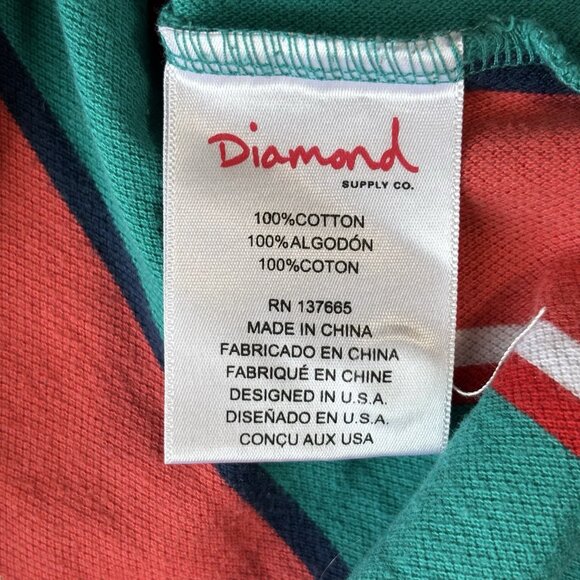 Diamond
SUPPLY CO.
100%COTTON
100%ALGODÓN
100%COTON
RN 137665
MADE IN CHINA
FABRICADO EN CHINA
FABRIQUÉ EN CHINE
DESIGNED IN U.S.A.
DISEÑADO EN U.S.A.
CONÇU AUX USA